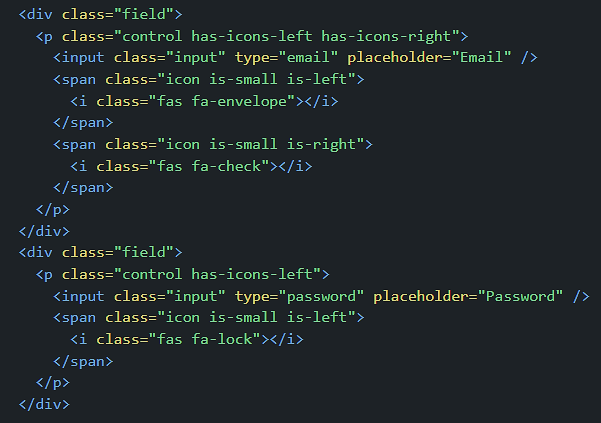 <div class="field">
  <p class="control has-icons-left has-icons-right">
    <input class="input" type="email" placeholder="Email" />
    <span class="icon is-small is-left">
      <i class="fas fa-envelope"></i>
    </span>
    <span class="icon is-small is-right">
      <i class="fas fa-check"></i>
    </span>
  </p>
</div>
<div class="field">
  <p class="control has-icons-left">
    <input class="input" type="password" placeholder="Password" />
    <span class="icon is-small is-left">
      <i class="fas fa-lock"></i>
    </span>
  </p>
</div>